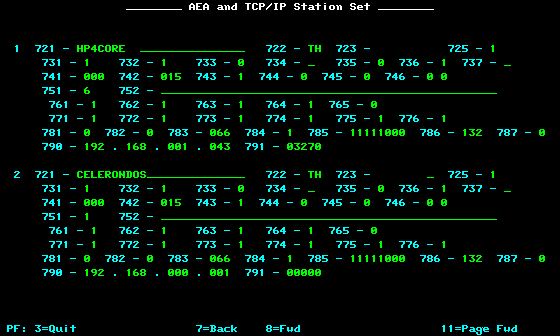 AEA and TCP/IP Station Set
1 721 - HP4CORE 722 - TH 723 - 725 - 1
731 - 1 732 - 1 733 - 0 734 - _ 735 - 0 736 - 1 737 - _
741 - 000 742 - 015 743 - 1 744 - 0 745 - 0 746 - 0 0
751 - 6 752 -
761 - 1 762 - 1 763 - 1 764 - 1 765 - 0
771 - 1 772 - 1 773 - 1 774 - 1 775 - 1 776 - 1
781 - 0 782 - 0 783 - 066 784 - 1 785 - 11111000 786 - 132 787 - 0
790 - 192 . 168 . 001 . 043 791 - 03270
2 721 - CELERONDOS 722 - TH 723 - _ 725 - 1
731 - 1 732 - 1 733 - 0 734 - _ 735 - 0 736 - 1 737 - _
741 - 000 742 - 015 743 - 1 744 - 0 745 - 0 746 - 0 0
751 - 1 752 -
761 - 1 762 - 1 763 - 1 764 - 1 765 - 0
771 - 1 772 - 1 773 - 1 774 - 1 775 - 1 776 - 1
781 - 0 782 - 0 783 - 066 784 - 1 785 - 11111000 786 - 132 787 - 0
790 - 192 . 168 . 000 . 001 791 - 00000
PF: 3=Quit 7=Back 8=Fwd 11=Page Fwd